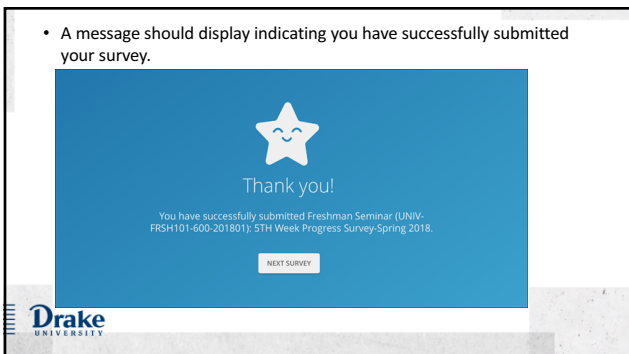 • A message should display indicating you have successfully submitted
your survey.
Thank you!
You have successfully submitted Freshman Seminar (UNIV-
FRSH101-600-201801): 5TH Week Progress Survey-Spring 2018.
NEXT SURVEY
Drake
UNIVERSITY